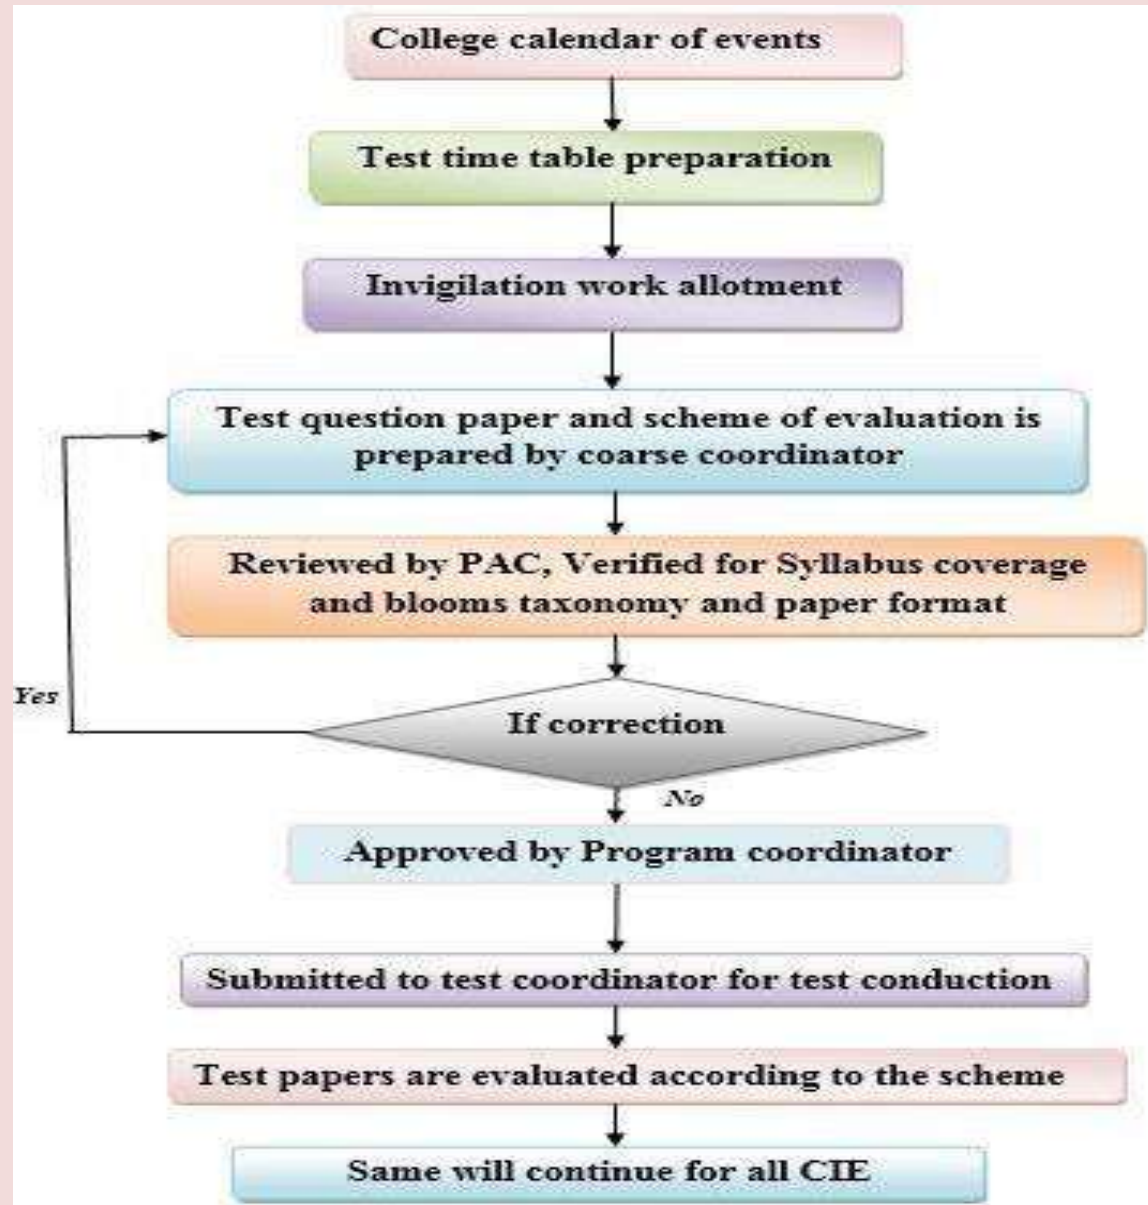 College calendar of events
Test time table preparation
Invigilation work allotment
Test question paper and scheme of evaluation is
prepared by coarse coordinator
Reviewed by PAC, Verified for Syllabus coverage
and blooms taxonomy and paper format
Yes
If correction
No
Approved by Program coordinator
Submitted to test coordinator for test conduction
Test papers are evaluated according to the scheme
Same will continue for all CIE